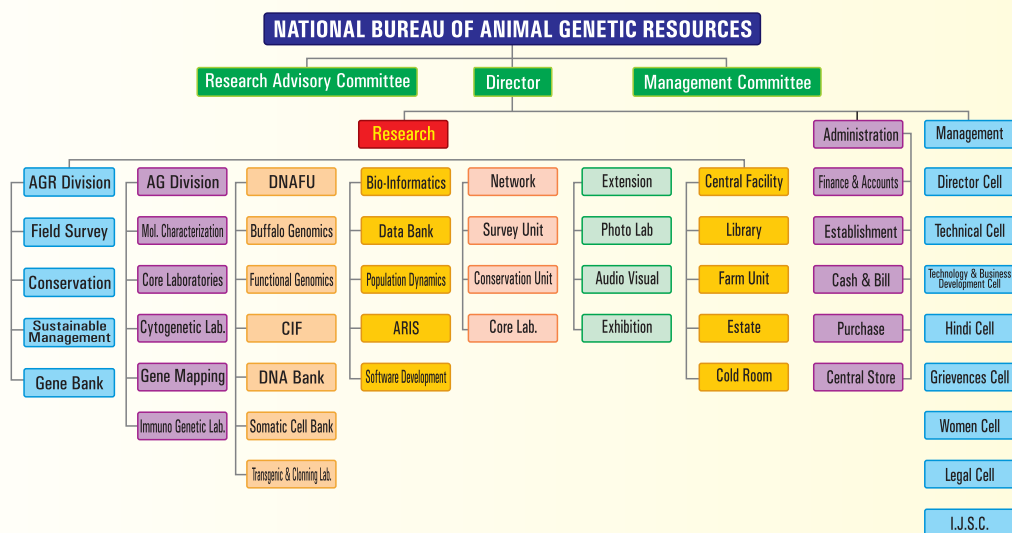 NATIONAL BUREAU OF ANIMAL GENETIC RESOURCES
Research Advisory Committee
Director
Management Committee
Research
Administration
Management
AGR Division
AG Division
DNAFU
Bio-Informatics
Network
Extension
Central Facility
Finance & Accounts
Director Cell
Field Survey
Mol. Characterization
Buffalo Genomics
Data Bank
Survey Unit
Photo Lab
Library
Establishment
Technical Cell
Conservation
Core Laboratories
Functional Genomics
Population Dynamics
Conservation Unit
Audio Visual
Farm Unit
Cash & Bill
Technology & Business
Development Cell
Sustainable
Management
Cytogenetic Lab.
CIF
ARIS
Core Lab.
Exhibition
Estate
Purchase
Hindi Cell
Gene Bank
Gene Mapping
DNA Bank
Software Development
Cold Room
Central Store
Grievences Cell
Immuno Genetic Lab.
Somatic Cell Bank
Women Cell
Transgenic & Clonning Lab.
Legal Cell
I.J.S.C.